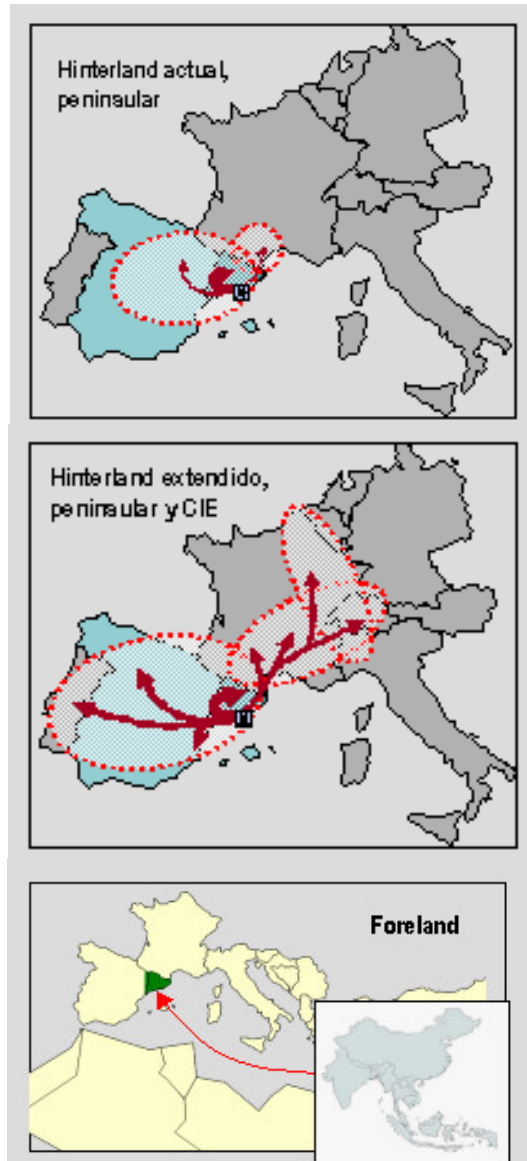 Hinterland actual,
peninsular
Hinterland extendido,
peninsular y CIE
Foreland